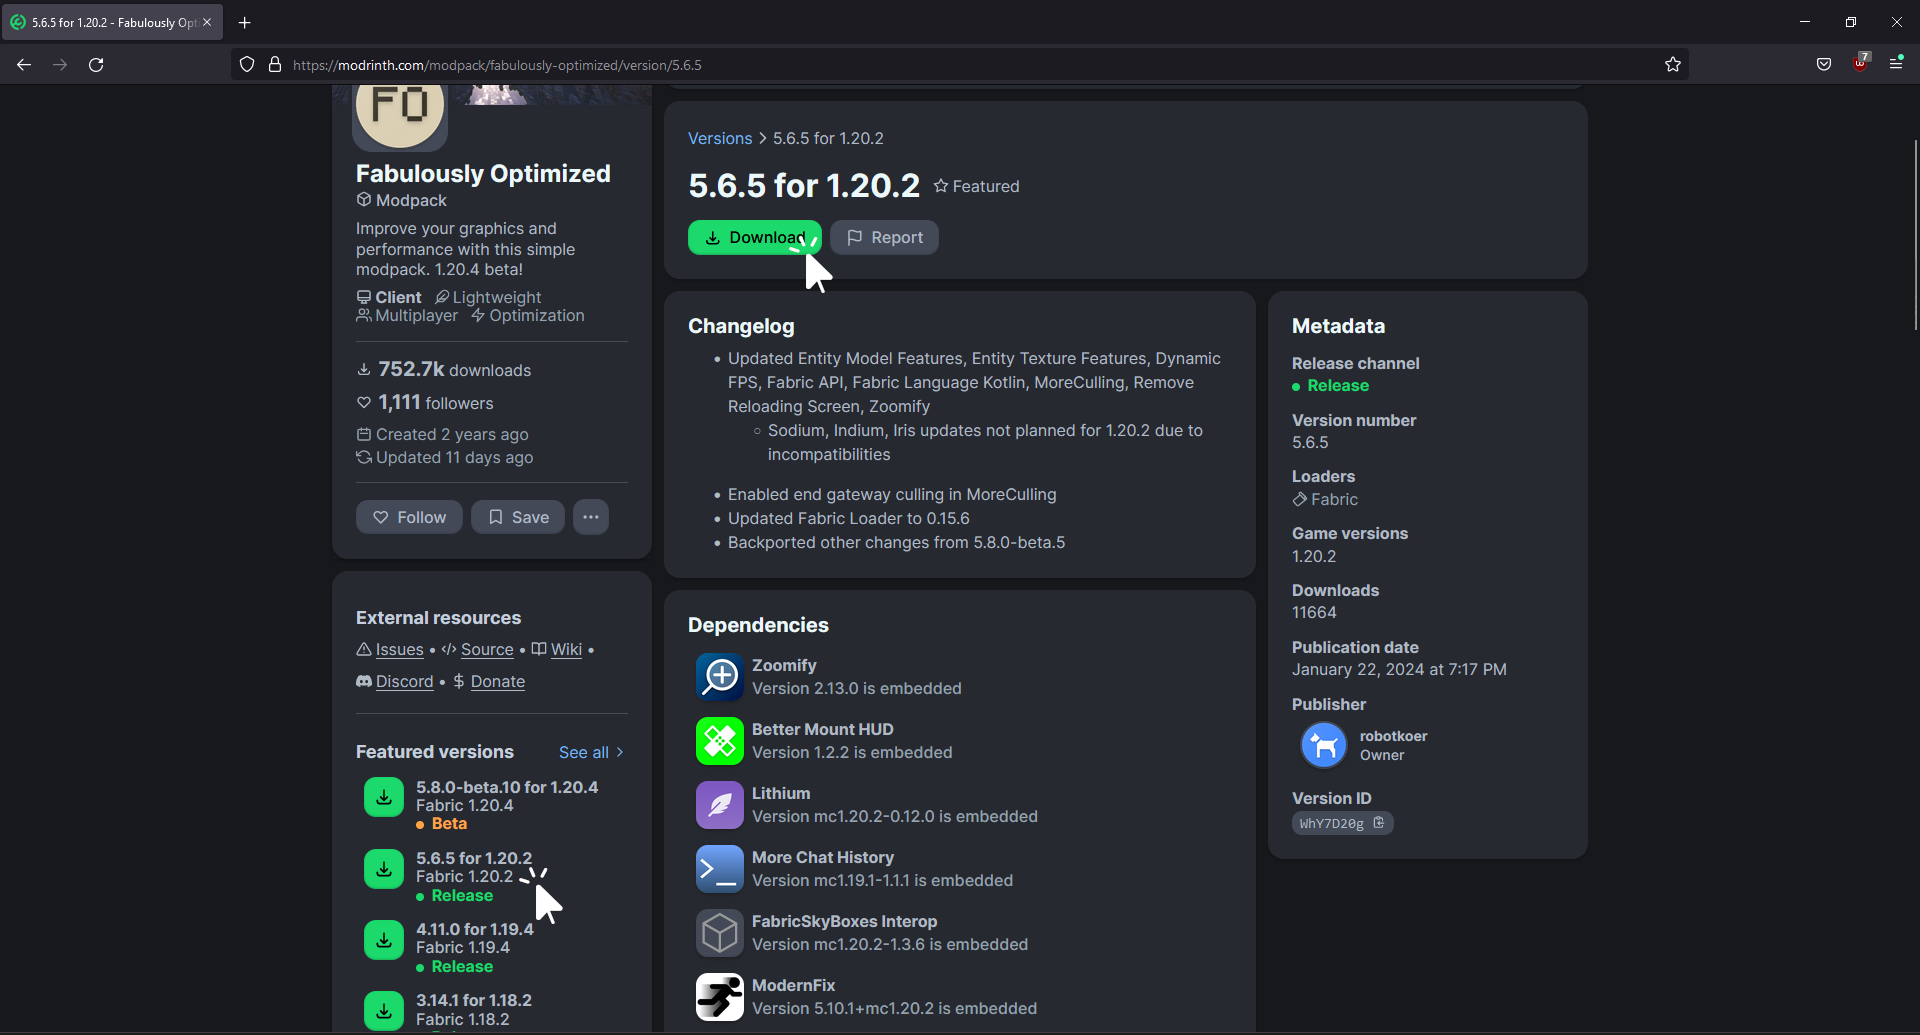 5.6.5 for 1.20.2 - Fabulously Opt
https://modrinth.com/modpack/fabulously-optimized/version/5.6.5
7
FO
Fabulously Optimized
Modpack
Improve your graphics and
performance with this simple
modpack. 1.20.4 beta!
Client Lightweight
Multiplayer Optimization
752.7k downloads
1,111 followers
Created 2 years ago
Updated 11 days ago
Follow Save
External resources
Issues • Source • Wiki •
Discord • Donate
Featured versions See all
5.8.0-beta.10 for 1.20.4
Fabric 1.20.4
• Beta
5.6.5 for 1.20.2
Fabric 1.20.2
• Release
4.11.0 for 1.19.4
Fabric 1.19.4
• Release
3.14.1 for 1.18.2
Fabric 1.18.2
Versions > 5.6.5 for 1.20.2
5.6.5 for 1.20.2 Featured
Download Report
Changelog
• Updated Entity Model Features, Entity Texture Features, Dynamic
FPS, Fabric API, Fabric Language Kotlin, MoreCulling, Remove
Reloading Screen, Zoomify
◦ Sodium, Indium, Iris updates not planned for 1.20.2 due to
incompatibilities
• Enabled end gateway culling in MoreCulling
• Updated Fabric Loader to 0.15.6
• Backported other changes from 5.8.0-beta.5
Dependencies
Zoomify
Version 2.13.0 is embedded
Better Mount HUD
Version 1.2.2 is embedded
Lithium
Version mc1.20.2-0.12.0 is embedded
More Chat History
Version mc1.19.1-1.1.1 is embedded
FabricSkyBoxes Interop
Version mc1.20.2-1.3.6 is embedded
ModernFix
Version 5.10.1+mc1.20.2 is embedded
Metadata
Release channel
• Release
Version number
5.6.5
Loaders
Fabric
Game versions
1.20.2
Downloads
11664
Publication date
January 22, 2024 at 7:17 PM
Publisher
robotkoer
Owner
Version ID
WhY7D20g